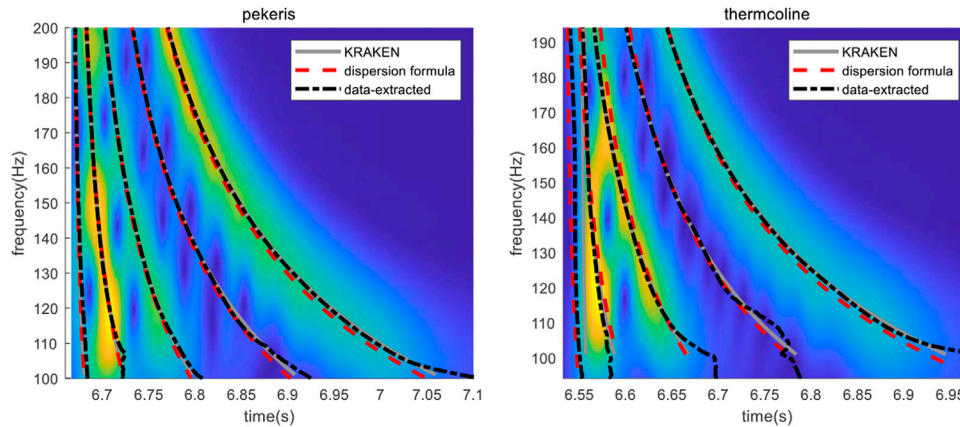 pekeris
200
190
180
170
160
150
140
130
120
110
100
frequency(Hz)
6.7 6.75 6.8 6.85 6.9 6.95 7 7.05 7.1
time(s)
KRAKEN
dispersion formula
data-extracted
thermcoline
190
180
170
160
150
140
130
120
110
100
frequency(Hz)
6.55 6.6 6.65 6.7 6.75 6.8 6.85 6.9 6.95
time(s)
KRAKEN
dispersion formula
data-extracted